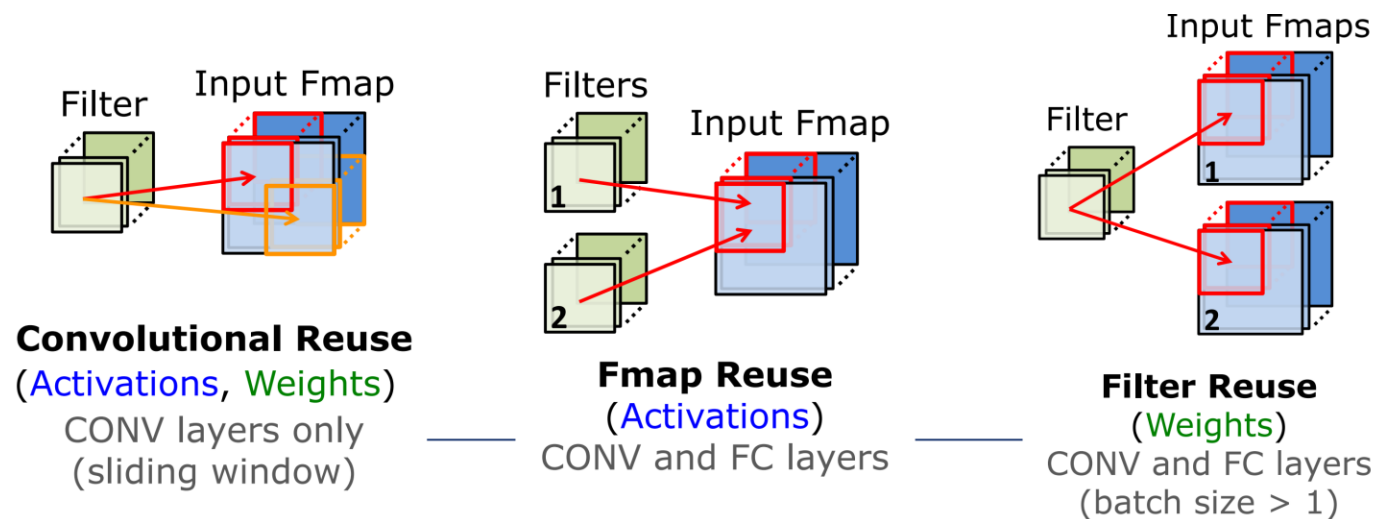 Filter
Input Fmap
Convolutional Reuse
(Activations, Weights)
CONV layers only
(sliding window)
Filters
Input Fmap
1
2
Fmap Reuse
(Activations)
CONV and FC layers
Input Fmaps
Filter
1
2
Filter Reuse
(Weights)
CONV and FC layers
(batch size > 1)